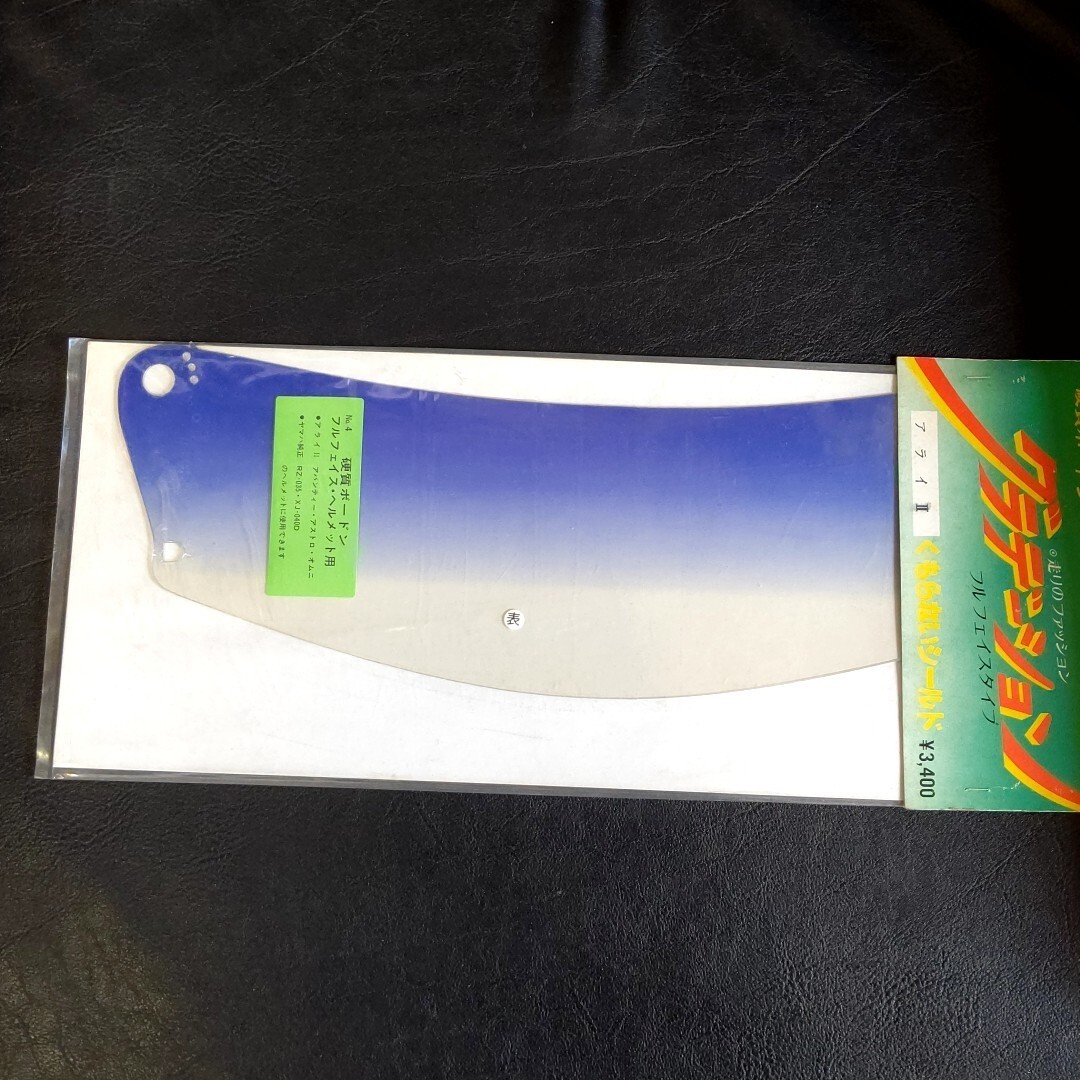 グラデーション
®走りのファッション
フルフェイスタイプ
くもらないシールド
¥3,400
アライⅡ
No.4 硬質ボードン
フルフェイス・ヘルメット用
●アライⅡ アバンティー・アストロ・オムニ
●ヤマハ純正 RZ-035・XJ-040D
のヘルメットに使用できます
表